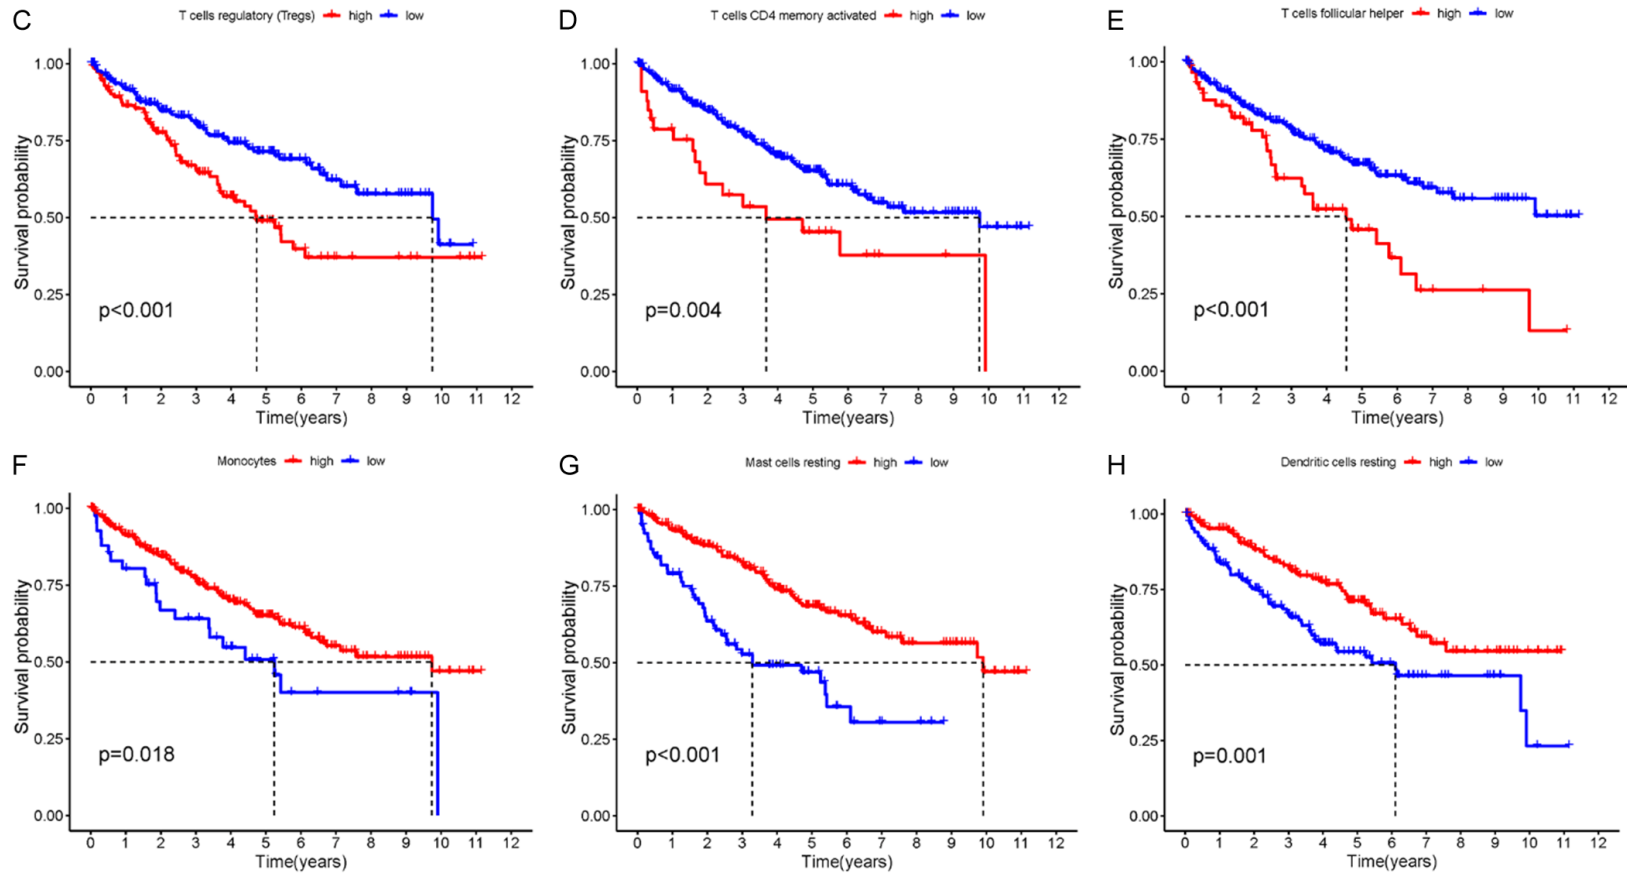 C
T cells regulatory (Tregs) high low
Survival probability
1.00
0.75
0.50
0.25
0.00
p<0.001
0 1 2 3 4 5 6 7 8 9 10 11 12
Time(years)
D
T cells CD4 memory activated high low
Survival probability
1.00
0.75
0.50
0.25
0.00
p=0.004
0 1 2 3 4 5 6 7 8 9 10 11 12
Time(years)
E
T cells follicular helper high low
Survival probability
1.00
0.75
0.50
0.25
0.00
p<0.001
0 1 2 3 4 5 6 7 8 9 10 11 12
Time(years)
F
Monocytes high low
Survival probability
1.00
0.75
0.50
0.25
0.00
p=0.018
0 1 2 3 4 5 6 7 8 9 10 11 12
Time(years)
G
Mast cells resting high low
Survival probability
1.00
0.75
0.50
0.25
0.00
p<0.001
0 1 2 3 4 5 6 7 8 9 10 11 12
Time(years)
H
Dendritic cells resting high low
Survival probability
1.00
0.75
0.50
0.25
0.00
p=0.001
0 1 2 3 4 5 6 7 8 9 10 11 12
Time(years)